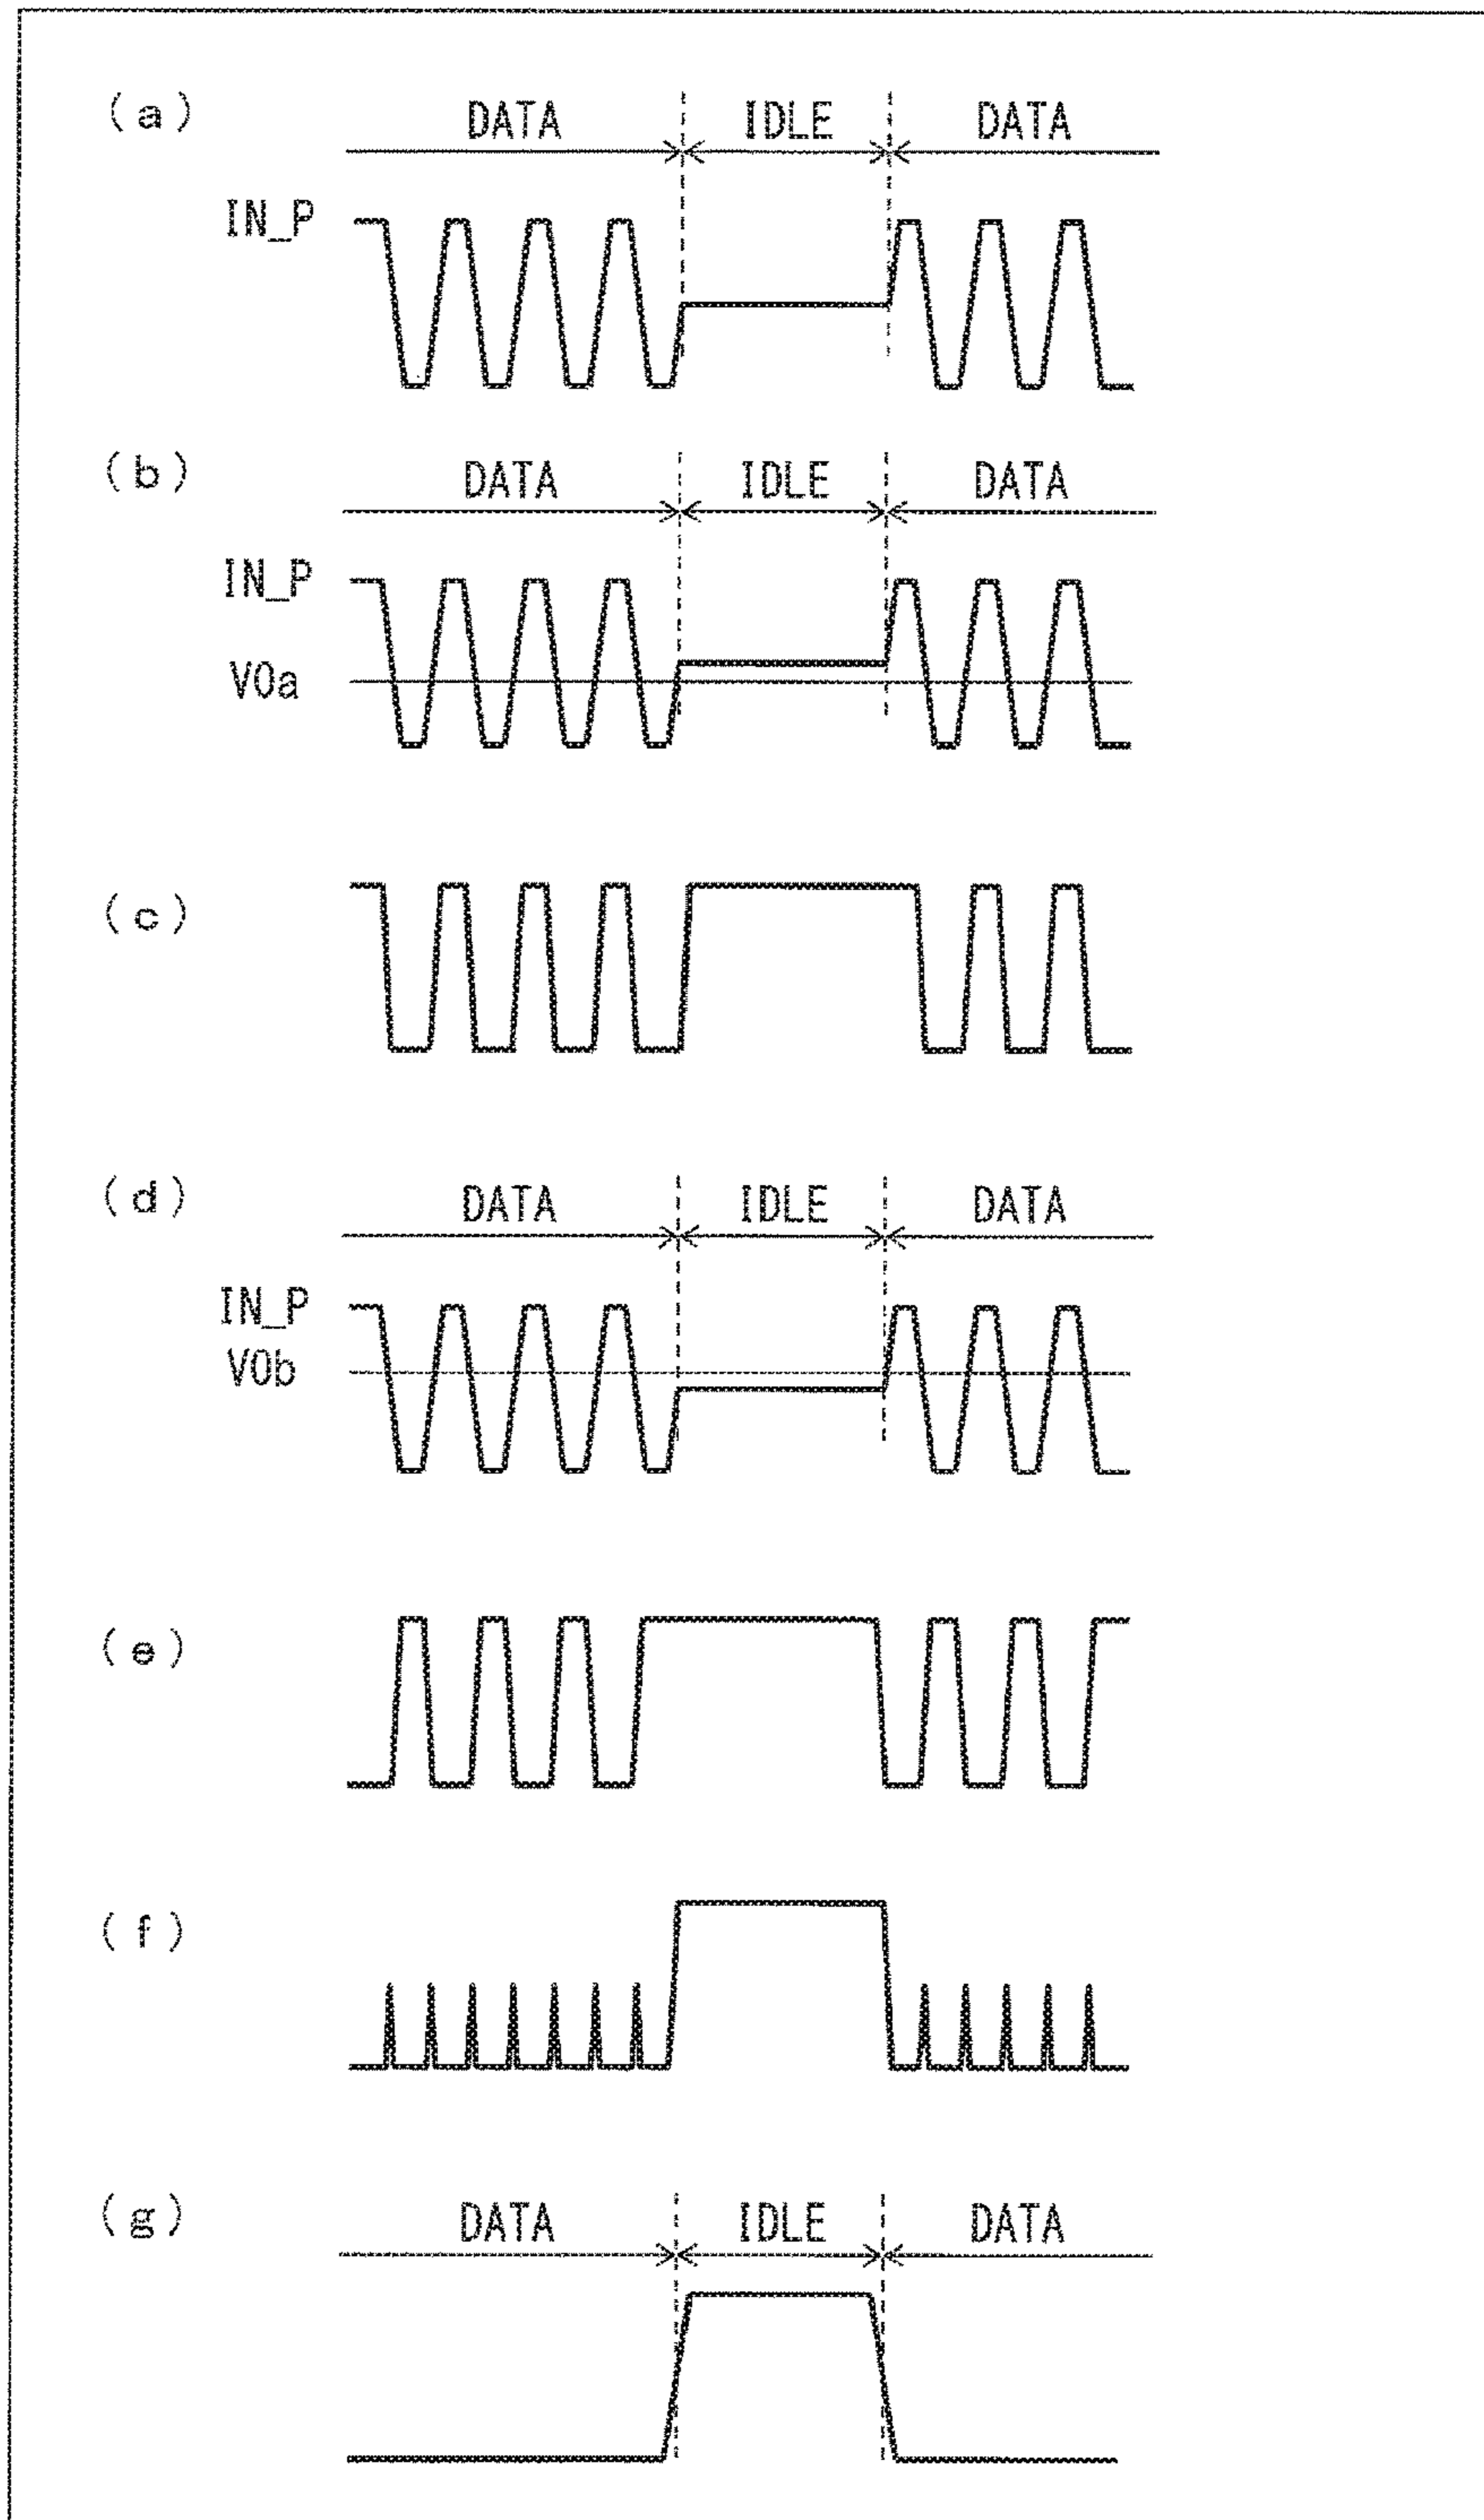 (a)
DATA IDLE DATA
IN_P
(b)
DATA IDLE DATA
IN_P
V0a
(c)
(d)
DATA IDLE DATA
IN_P
V0b
(e)
(f)
(g)
DATA IDLE DATA